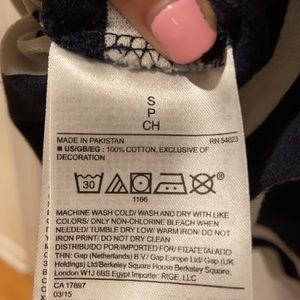 S
P
CH
MADE IN PAKISTAN RN 54023
■ US/GB/EG : 100% COTTON, EXCLUSIVE OF
DECORATION
30
1166
MACHINE WASH COLD/ WASH AND DRY WITH LIKE
COLORS/ ONLY NON-CHLORINE BLEACH WHEN
NEEDED/ TUMBLE DRY LOW/ WARM IRON/ DO NOT
IRON PRINT/ DO NOT DRY CLEAN
DISTRIBUIDO POR/IMPORTED FOR/
THN: Gap (Netherlands) B.V./ Gap Europe Ltd/ Gap (UK
Holdings) Ltd/Berkeley Square House Berkeley Square,
London W1J 6BS Egypt Importer: RIGE, LLC
CA 17897
03/15